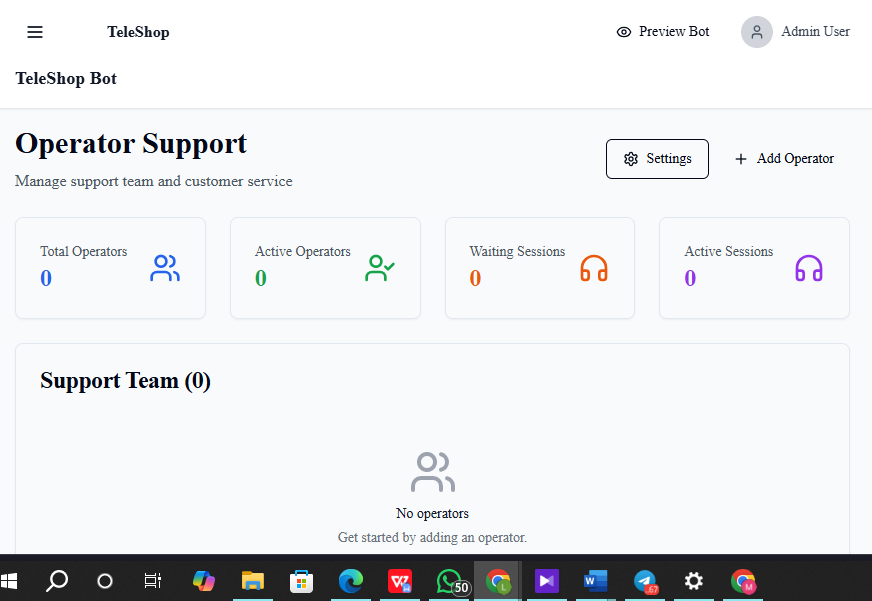 TeleShop
Preview Bot
Admin User
TeleShop Bot
Operator Support
Manage support team and customer service
Settings
Add Operator
Total Operators
0
Active Operators
0
Waiting Sessions
0
Active Sessions
0
Support Team (0)
No operators
Get started by adding an operator.
50
W
67
L
M